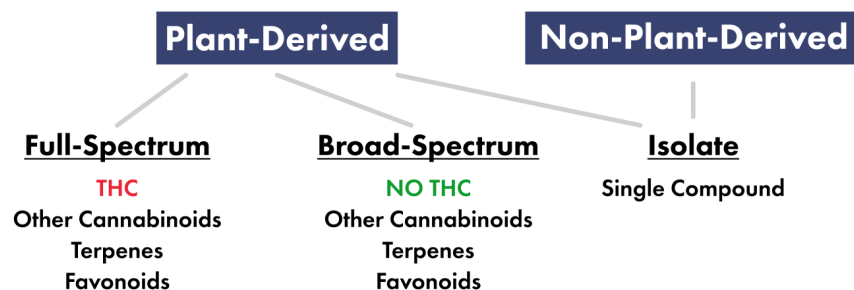 Plant-Derived
Non-Plant-Derived
Full-Spectrum
THC
Other Cannabinoids
Terpenes
Favonoids
Broad-Spectrum
NO THC
Other Cannabinoids
Terpenes
Favonoids
Isolate
Single Compound